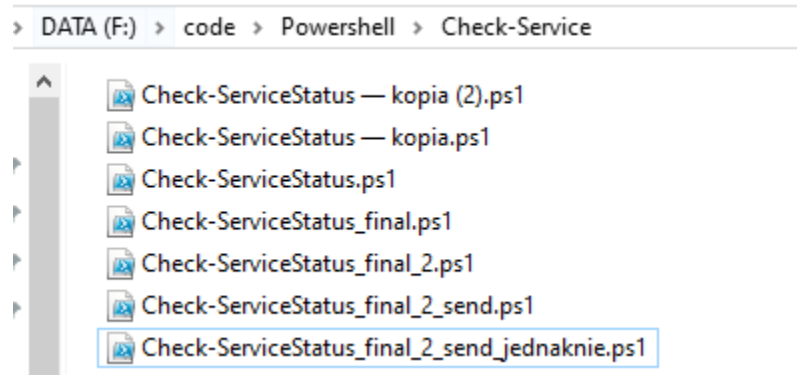 > DATA (F:) > code > Powershell > Check-Service
Check-ServiceStatus — kopia (2).ps1
Check-ServiceStatus — kopia.ps1
Check-ServiceStatus.ps1
Check-ServiceStatus_final.ps1
Check-ServiceStatus_final_2.ps1
Check-ServiceStatus_final_2_send.ps1
Check-ServiceStatus_final_2_send_jednaknie.ps1